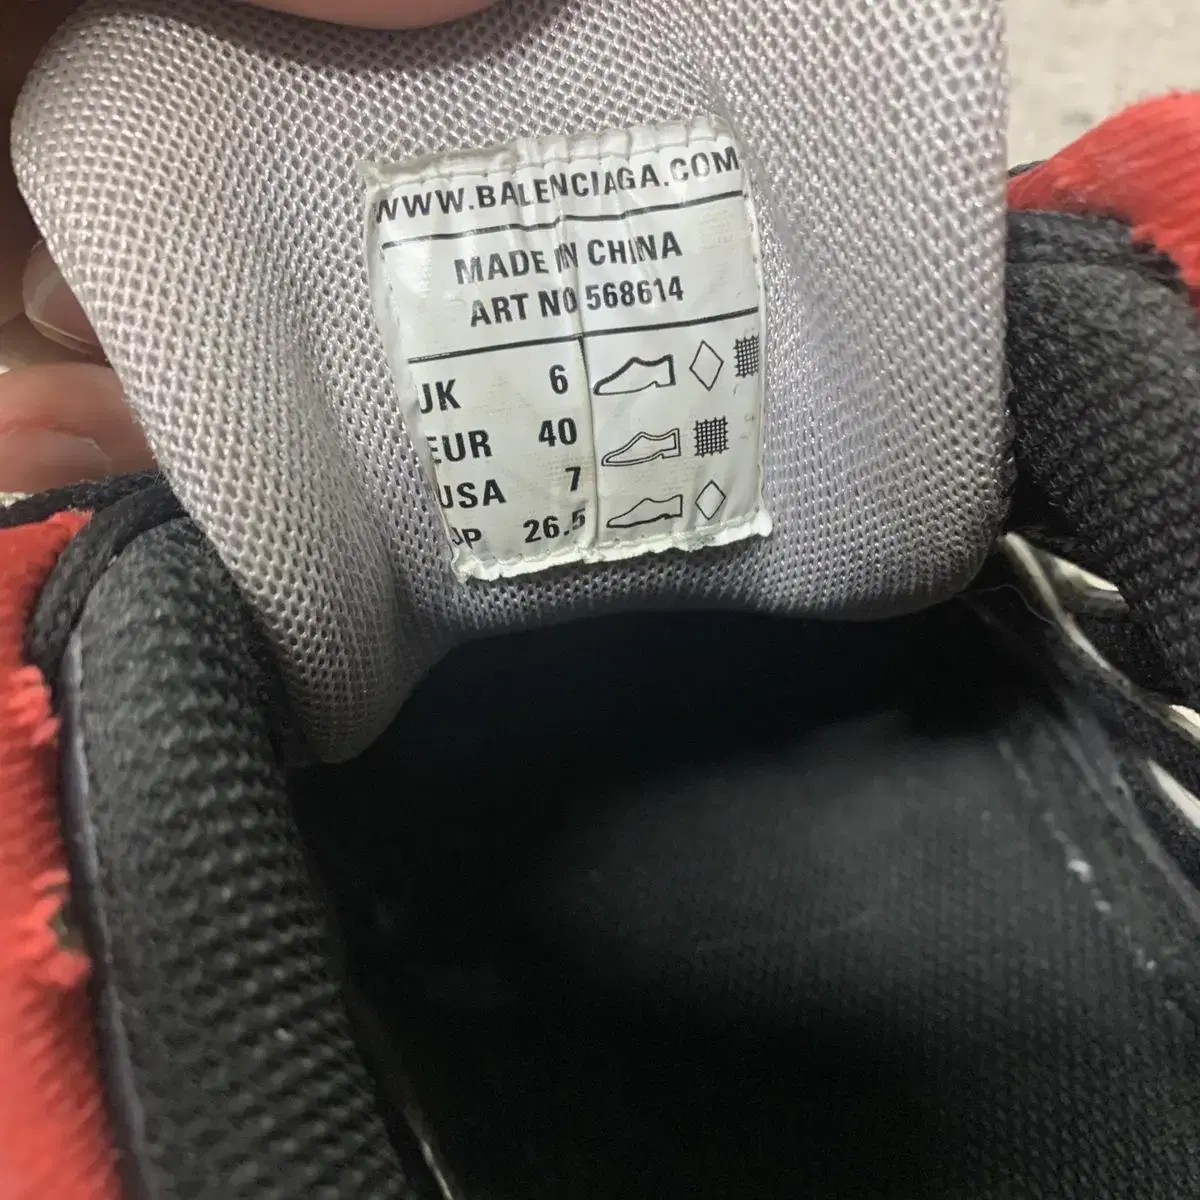 WWW.BALENCIAGA.COM
MADE IN CHINA
ART NO 568614
UK 6
EUR 40
USA 7
JP 26.5